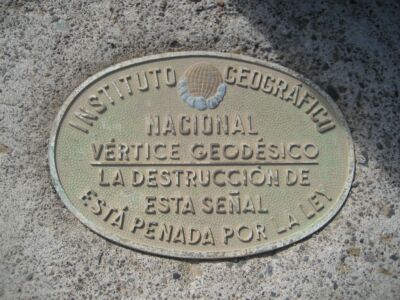 INSTITUTO GEOGRÁFICO
NACIONAL
VÉRTICE GEODÉSICO
LA DESTRUCCIÓN DE
ESTA SEÑAL
ESTÁ PENADA POR LA LEY